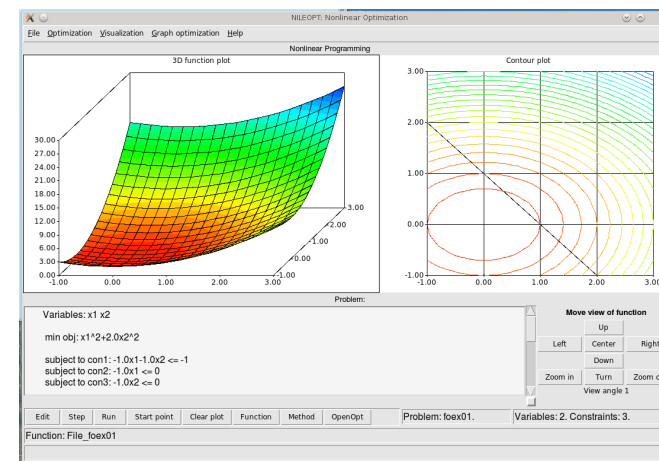 NILEOPT: Nonlinear Optimization
File Optimization Visualization Graph optimization Help
Nonlinear Programming
3D function plot
30.00
27.00
24.00
21.00
18.00
15.00
12.00
9.00
6.00
3.00
0.00
-1.00 0.00 1.00 2.00 3.00
-1.00
0.00
1.00
2.00
3.00
Contour plot
3.00
2.00
1.00
0.00
-1.00
-1.00 0.00 1.00 2.00 3.00
Problem:
Variables: x1 x2
min obj: x1^2+2.0x2^2
subject to con1: -1.0x1-1.0x2 <= -1
subject to con2: -1.0x1 <= 0
subject to con3: -1.0x2 <= 0
Move view of function
Up
Left Center Right
Down
Zoom in Turn Zoom o
View angle 1
Edit Step Run Start point Clear plot Function Method OpenOpt
Problem: foex01.
Variables: 2. Constraints: 3.
Function: File_foex01